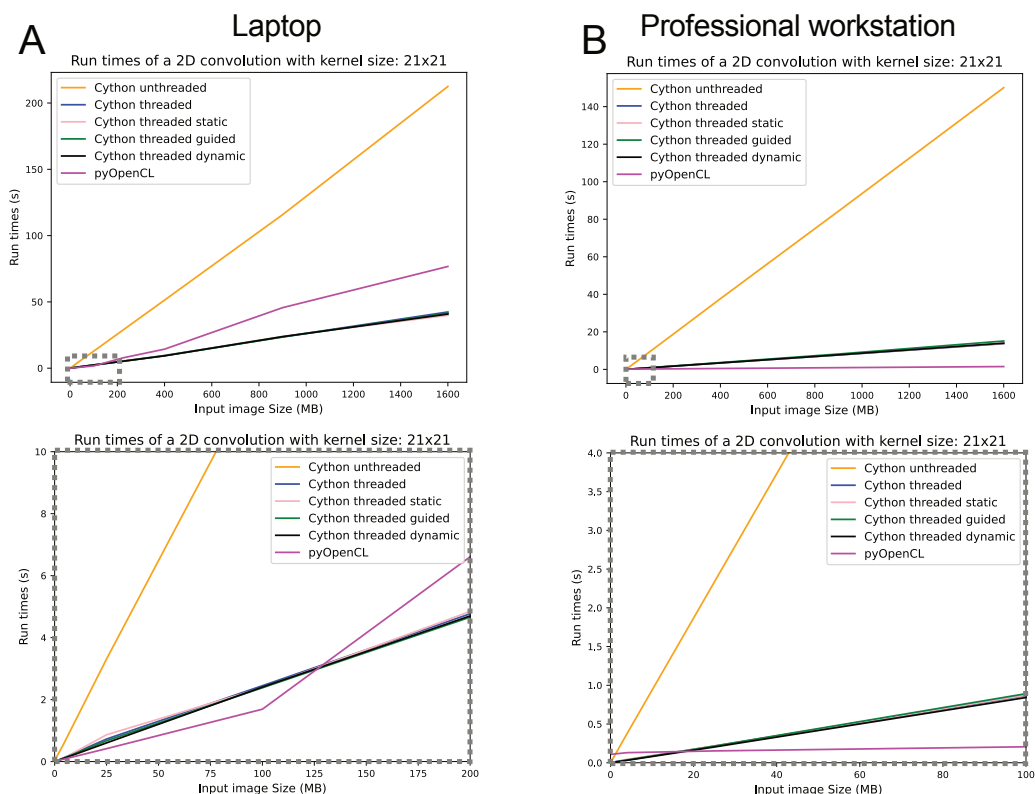 A
Laptop
Run times of a 2D convolution with kernel size: 21x21
Cython unthreaded
Cython threaded
Cython threaded static
Cython threaded guided
Cython threaded dynamic
pyOpenCL
Run times (s)
200
150
100
50
0
0 200 400 600 800 1000 1200 1400 1600
Input image Size (MB)
B
Professional workstation
Run times of a 2D convolution with kernel size: 21x21
Cython unthreaded
Cython threaded
Cython threaded static
Cython threaded guided
Cython threaded dynamic
pyOpenCL
Run times (s)
140
120
100
80
60
40
20
0
0 200 400 600 800 1000 1200 1400 1600
Input image Size (MB)
Run times of a 2D convolution with kernel size: 21x21
Cython unthreaded
Cython threaded
Cython threaded static
Cython threaded guided
Cython threaded dynamic
pyOpenCL
Run times (s)
10
8
6
4
2
0
0 25 50 75 100 125 150 175 200
Input image Size (MB)
Run times of a 2D convolution with kernel size: 21x21
Cython unthreaded
Cython threaded
Cython threaded static
Cython threaded guided
Cython threaded dynamic
pyOpenCL
Run times (s)
4.0
3.5
3.0
2.5
2.0
1.5
1.0
0.5
0.0
0 20 40 60 80 100
Input image Size (MB)